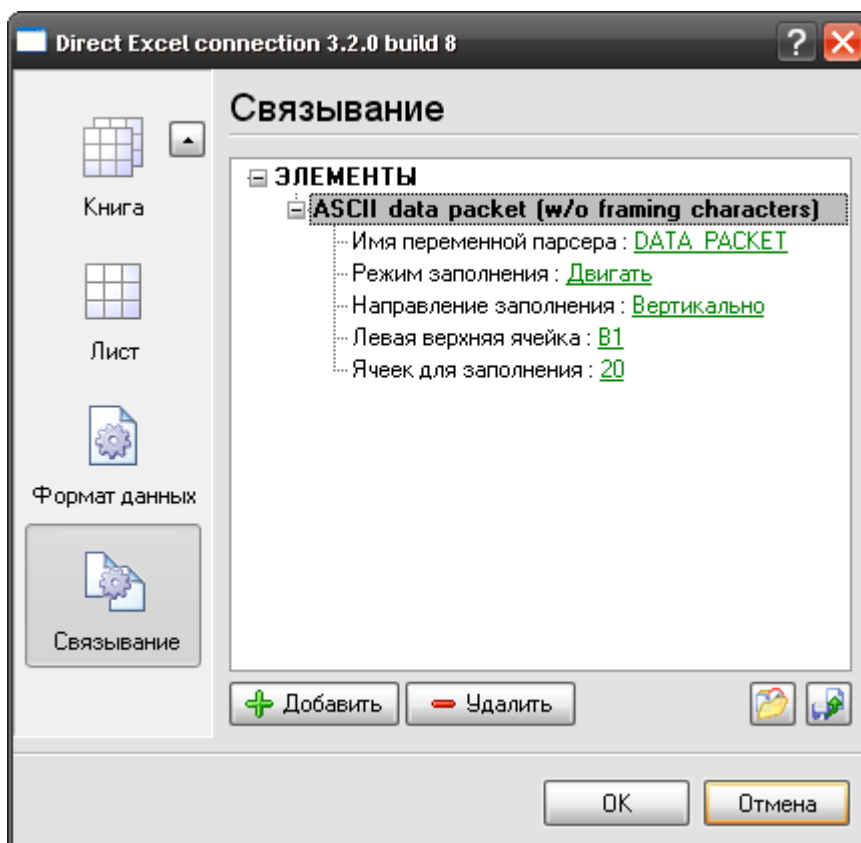 Direct Excel connection 3.2.0 build 8
Книга
Лист
Формат данных
Связывание
Связывание
ЭЛЕМЕНТЫ
ASCII data packet (w/o framing characters)
Имя переменной парсера : DATA_PACKET
Режим заполнения : Двигать
Направление заполнения : Вертикально
Левая верхняя ячейка : B1
Ячеек для заполнения : 20
Добавить
Удалить
OK
Отмена